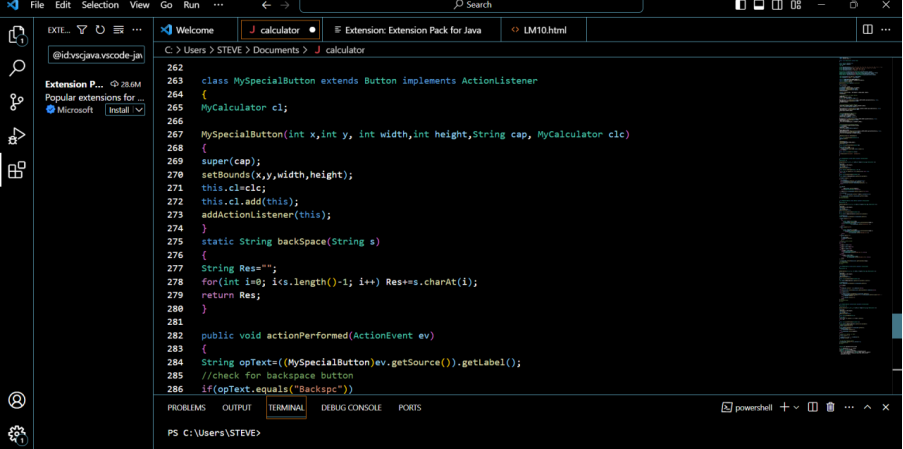 File Edit Selection View Go Run ... Search
EXT... Welcome J calculator Extension: Extension Pack for Java <> LM10.html
@id:vscjava.vscode-jav C: > Users > STEVE > Documents > J calculator
Extension P... 28.6M
Popular extensions for ...
Microsoft Install
262
263 class MySpecialButton extends Button implements ActionListener
264 {
265 MyCalculator cl;
266
267 MySpecialButton(int x,int y, int width,int height,String cap, MyCalculator clc)
268 {
269 super(cap);
270 setBounds(x,y,width,height);
271 this.cl=clc;
272 this.cl.add(this);
273 addActionListener(this);
274 }
275 static String backSpace(String s)
276 {
277 String Res="";
278 for(int i=0; i<s.length()-1; i++) Res+=s.charAt(i);
279 return Res;
280 }
281
282 public void actionPerformed(ActionEvent ev)
283 {
284 String opText=((MySpecialButton)ev.getSource()).getLabel();
285 //check for backspace button
286 if(opText.equals("Backspc"))
PROBLEMS OUTPUT TERMINAL DEBUG CONSOLE PORTS powershell
PS C:\Users\STEVE>
1
1